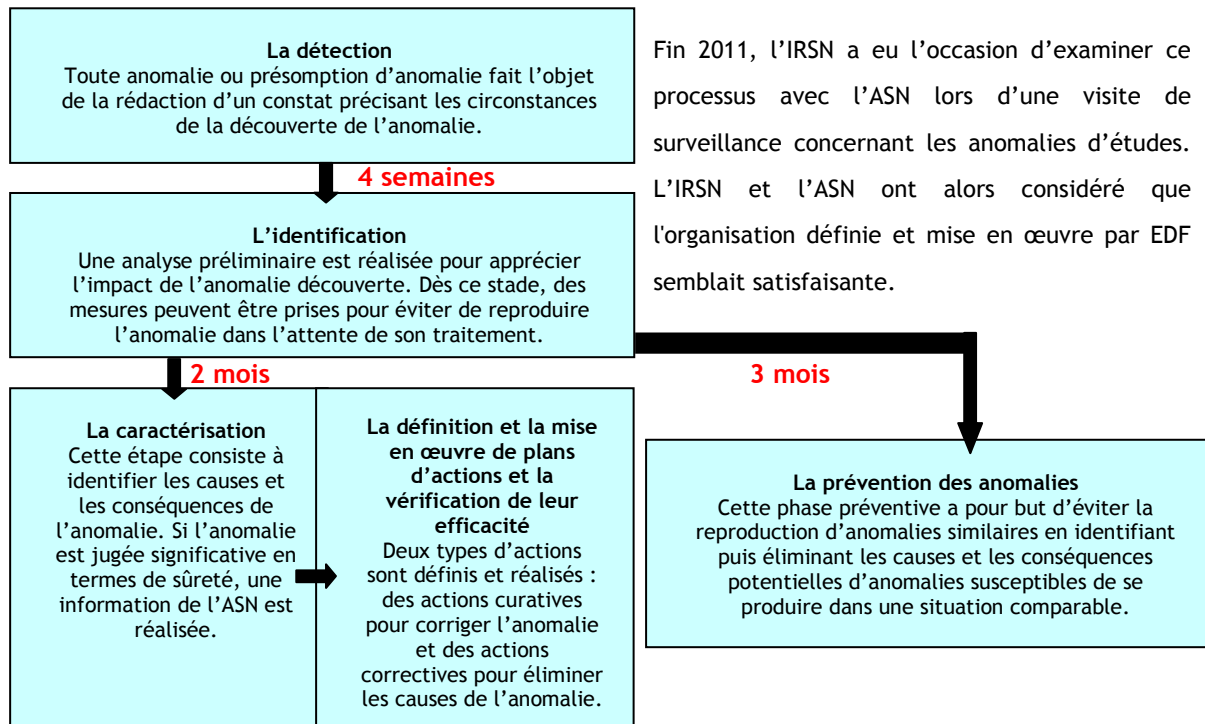 La détection
Toute anomalie ou présomption d'anomalie fait l'objet
de la rédaction d'un constat précisant les circonstances
de la découverte de l'anomalie.
4 semaines
L'identification
Une analyse préliminaire est réalisée pour apprécier
l'impact de l'anomalie découverte. Dès ce stade, des
mesures peuvent être prises pour éviter de reproduire
l'anomalie dans l'attente de son traitement.
2 mois
La caractérisation
Cette étape consiste à
identifier les causes et
les conséquences de
l'anomalie. Si l'anomalie
est jugée significative en
termes de sûreté, une
information de l'ASN est
réalisée.
La définition et la mise
en œuvre de plans
d'actions et la
vérification de leur
efficacité
Deux types d'actions
sont définis et réalisés :
des actions curatives
pour corriger l'anomalie
et des actions
correctives pour éliminer
les causes de l'anomalie.
3 mois
La prévention des anomalies
Cette phase préventive a pour but d'éviter la
reproduction d'anomalies similaires en identifiant
puis éliminant les causes et les conséquences
potentielles d'anomalies susceptibles de se
produire dans une situation comparable.
Fin 2011, l'IRSN a eu l'occasion d'examiner ce
processus avec l'ASN lors d'une visite de
surveillance concernant les anomalies d'études.
L'IRSN et l'ASN ont alors considéré que
l'organisation définie et mise en œuvre par EDF
semblait satisfaisante.